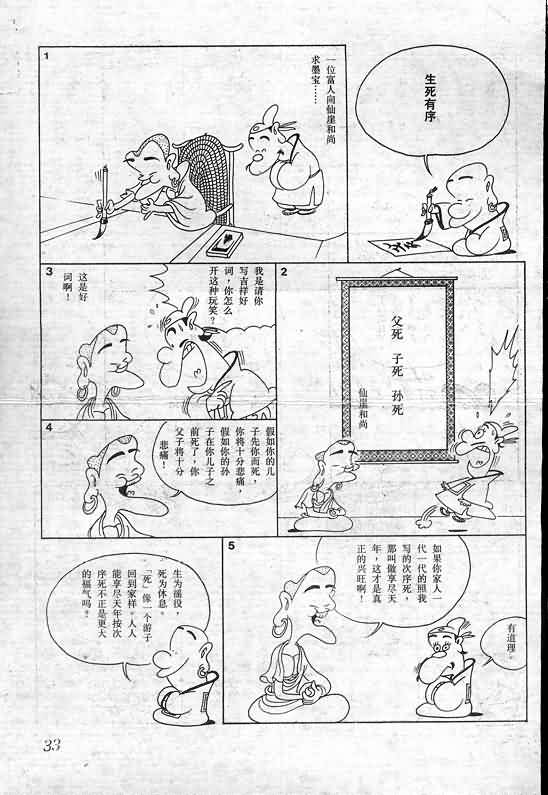 生死有序
1
一位富人向仙崖和尚
求墨宝……
2
父死 子死 孙死
仙崖和尚
3
我是请你
写吉祥好
词，你怎么
开这种玩笑？
这是好
词啊！
4
假如你的儿
子先你而死，
你将十分悲痛，
假如你的孙
子在你儿子之
前死了，你
父子将十分
悲痛！
5
如果你家人一
代一代的照我
写的次序死，
那叫做享尽天
年，这才是真
正的兴旺啊！
有道理。
生为徭役，
死为休息。
「死」像一个游子
回到家样。人人
能享尽天年按次
序死不正是更大
的福气吗？
33